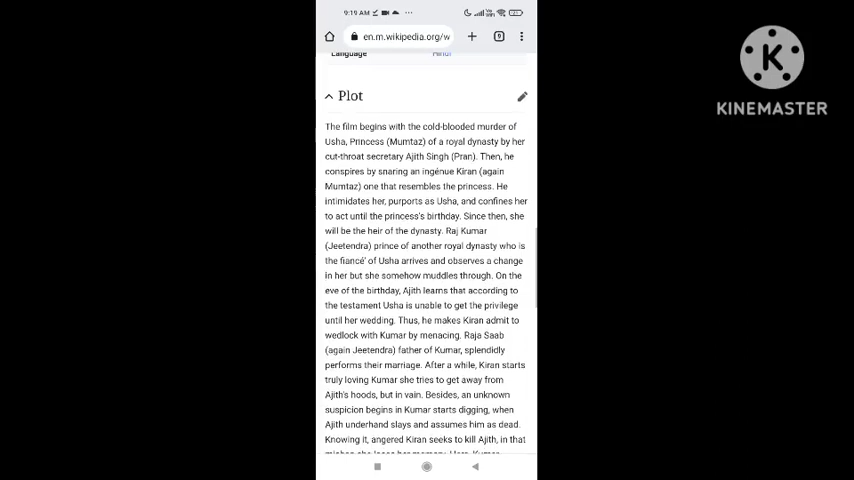 9:19 AM
en.m.wikipedia.org/w
9
Language Hindi
Plot
The film begins with the cold-blooded murder of
Usha, Princess (Mumtaz) of a royal dynasty by her
cut-throat secretary Ajith Singh (Pran). Then, he
conspires by snaring an ingénue Kiran (again
Mumtaz) one that resembles the princess. He
intimidates her, purports as Usha, and confines her
to act until the princess's birthday. Since then, she
will be the heir of the dynasty. Raj Kumar
(Jeetendra) prince of another royal dynasty who is
the fiancé' of Usha arrives and observes a change
in her but she somehow muddles through. On the
eve of the birthday, Ajith learns that according to
the testament Usha is unable to get the privilege
until her wedding. Thus, he makes Kiran admit to
wedlock with Kumar by menacing. Raja Saab
(again Jeetendra) father of Kumar, splendidly
performs their marriage. After a while, Kiran starts
truly loving Kumar she tries to get away from
Ajith's hoods, but in vain. Besides, an unknown
suspicion begins in Kumar starts digging, when
Ajith underhand slays and assumes him as dead.
Knowing it, angered Kiran seeks to kill Ajith, in that
K
KINEMASTER